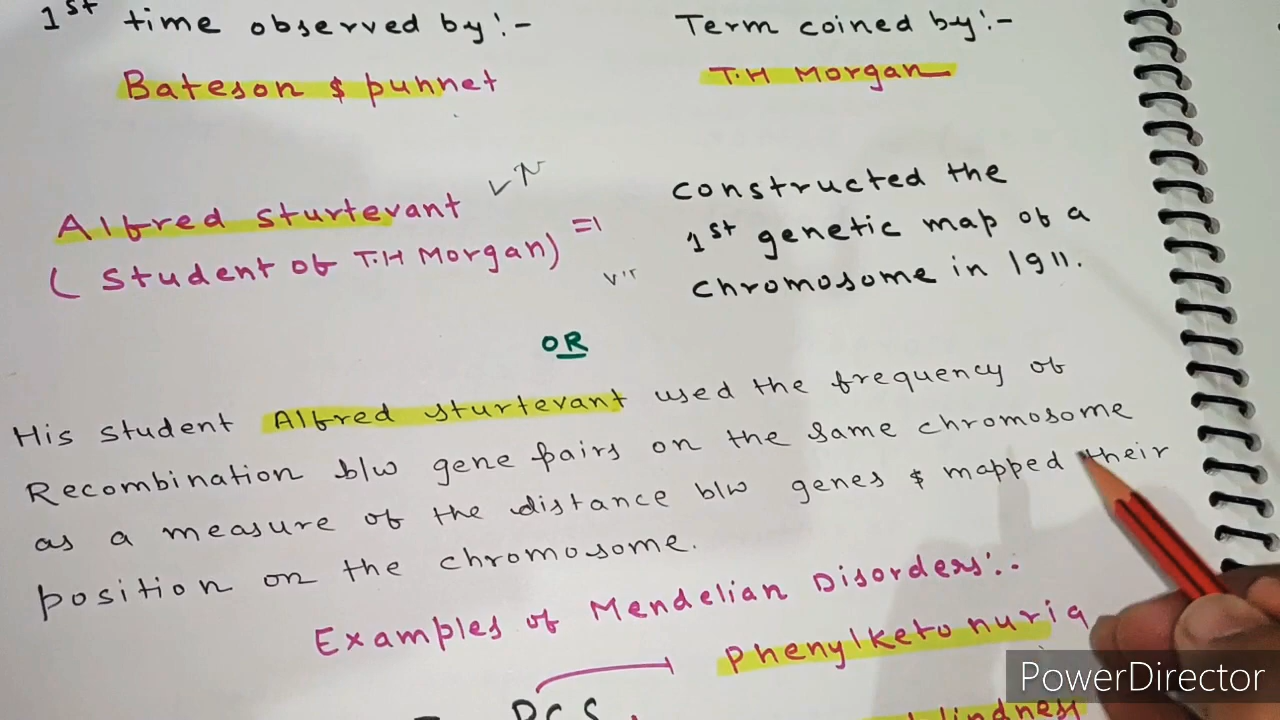 1st time observed by:-
Term coined by:-
Bateson & punnet
T.H Morgan
Alfred sturtevant
(student of T.H Morgan)
=)
constructed the
1st genetic map of a
chromosome in 1911.
OR
His student Alfred sturtevant used the frequency of
Recombination b/w gene pairs on the same chromosome
as a measure of the distance b/w genes & mapped their
position on the chromosome.
Examples of Mendelian Disorders:-
phenylketonuria
PowerDirector